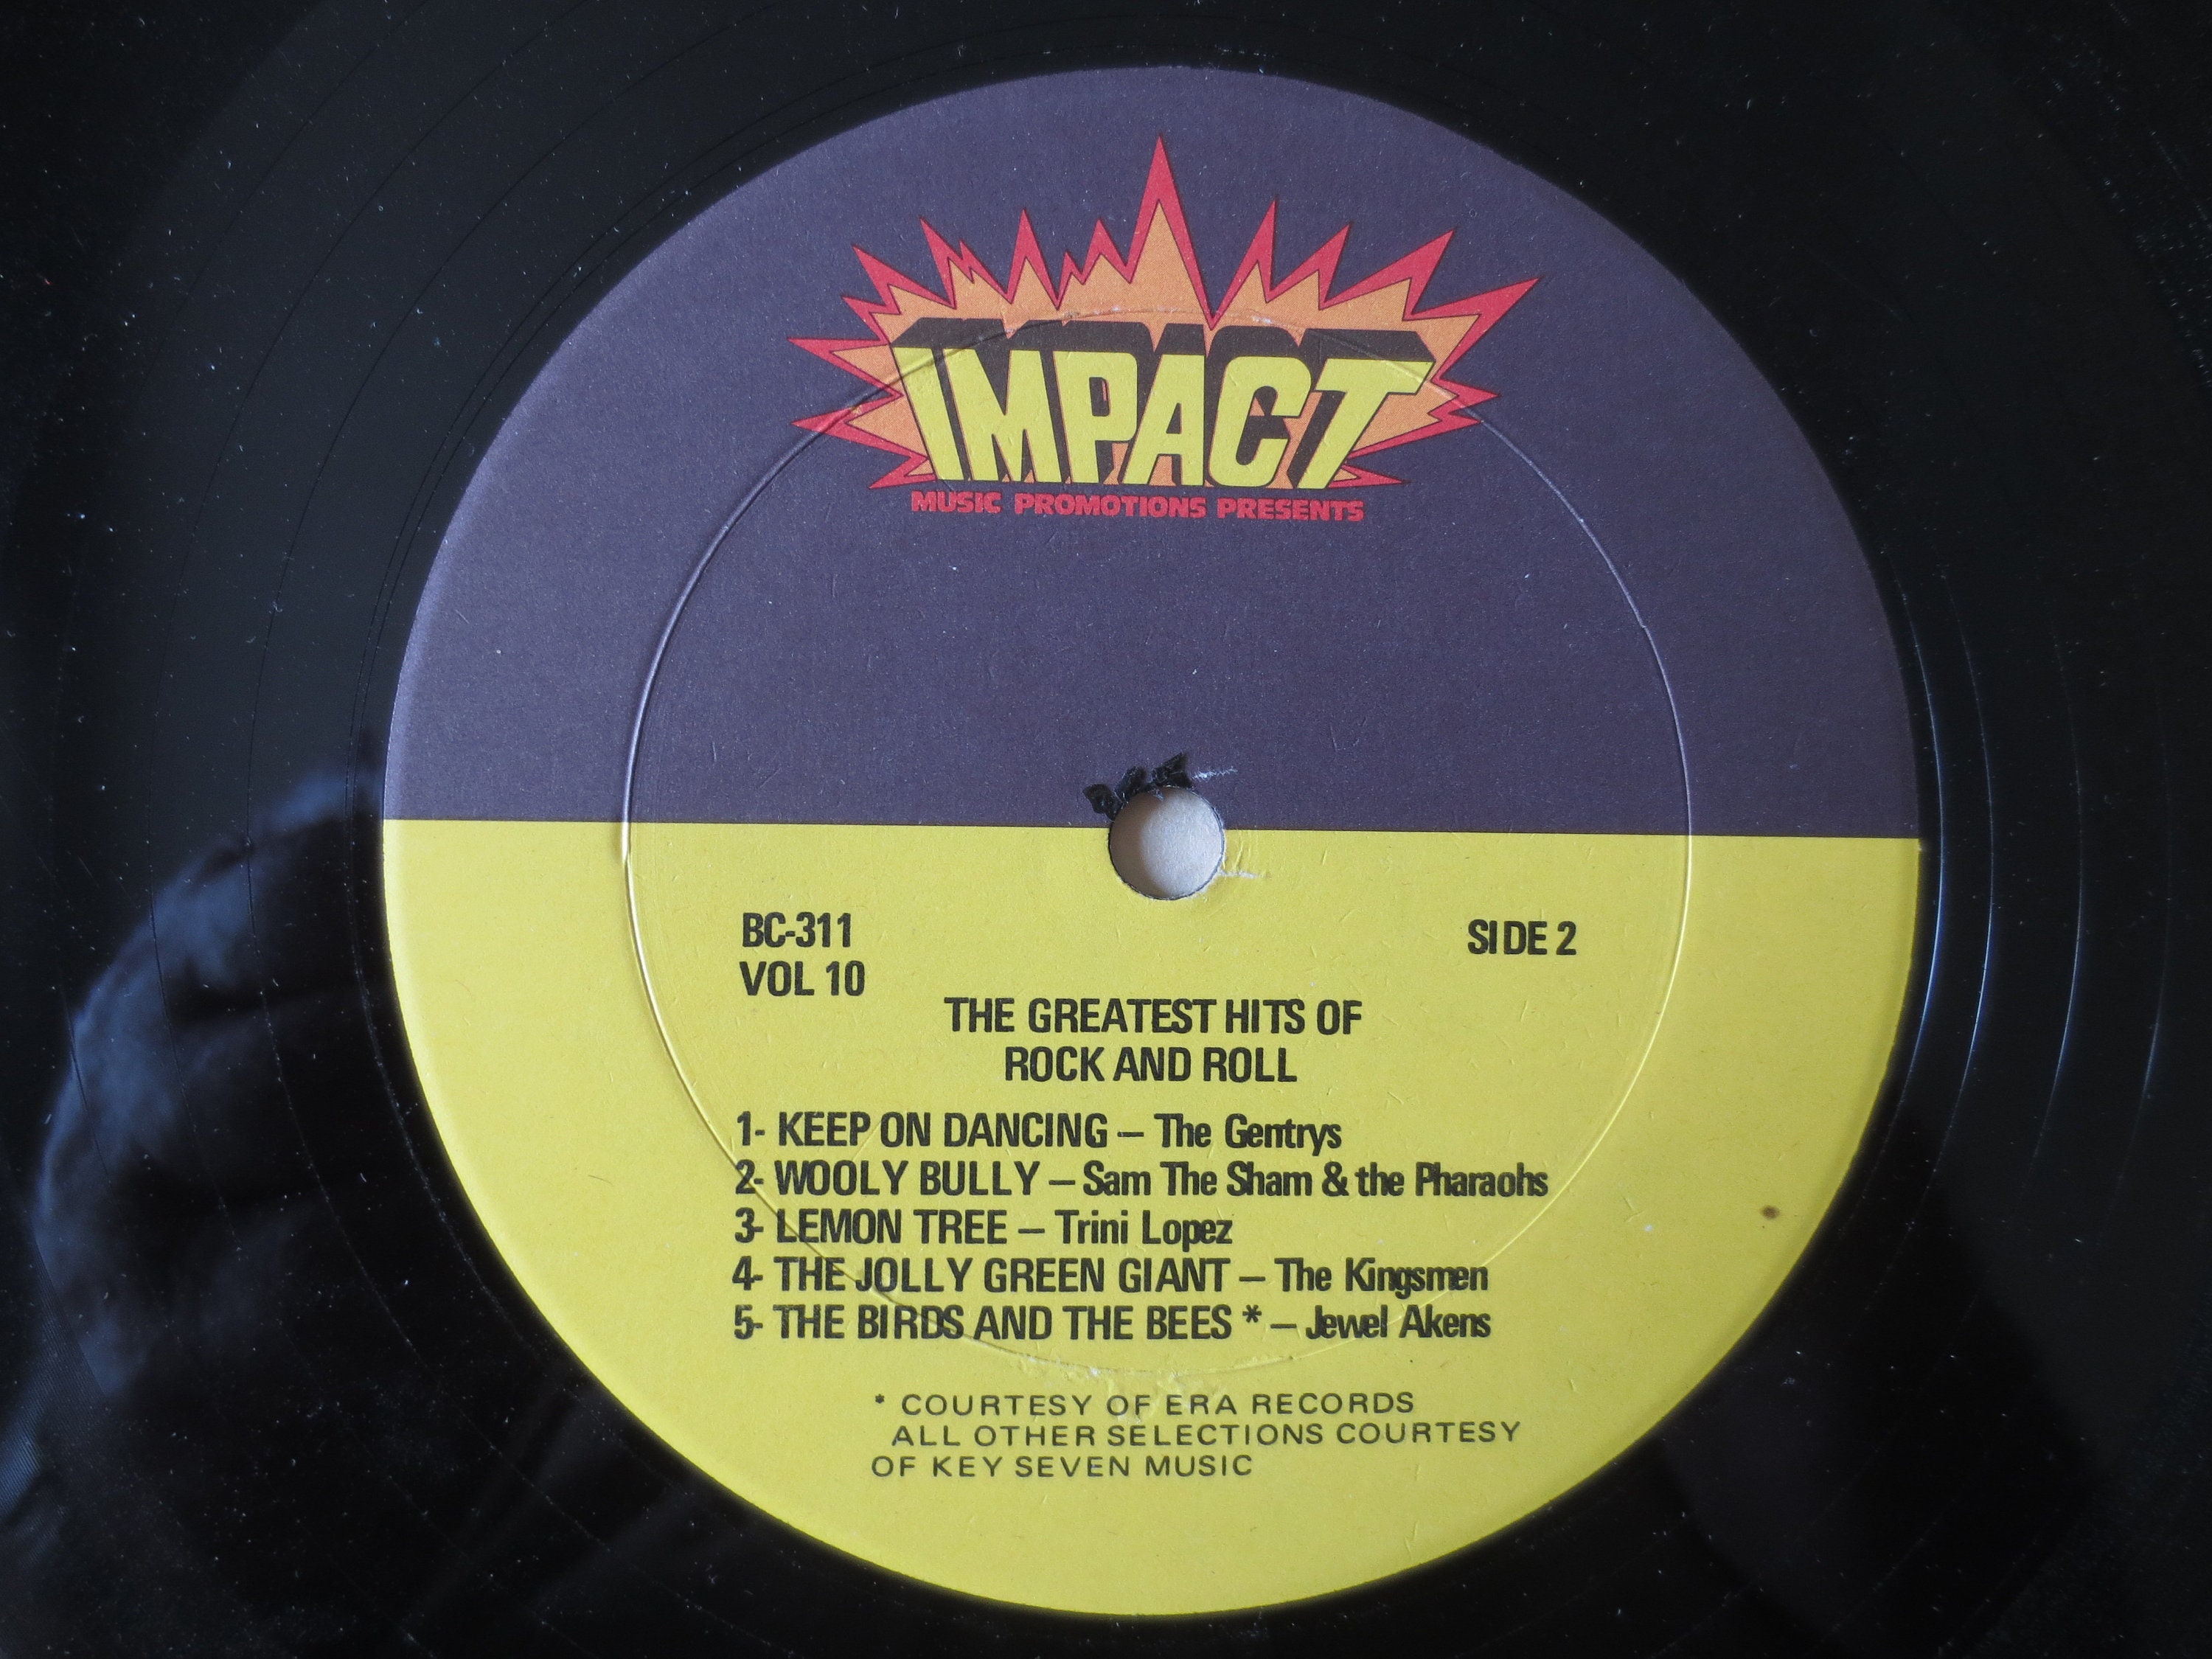 IMPACT
MUSIC PROMOTIONS PRESENTS
BC-311
SIDE 2
VOL 10
THE GREATEST HITS OF
ROCK AND ROLL
1- KEEP ON DANCING – The Gentrys
2- WOOLY BULLY – Sam The Sham & the Pharaohs
3- LEMON TREE – Trini Lopez
4- THE JOLLY GREEN GIANT – The Kingsmen
5- THE BIRDS AND THE BEES * – Jewel Akens
* COURTESY OF ERA RECORDS
ALL OTHER SELECTIONS COURTESY
OF KEY SEVEN MUSIC